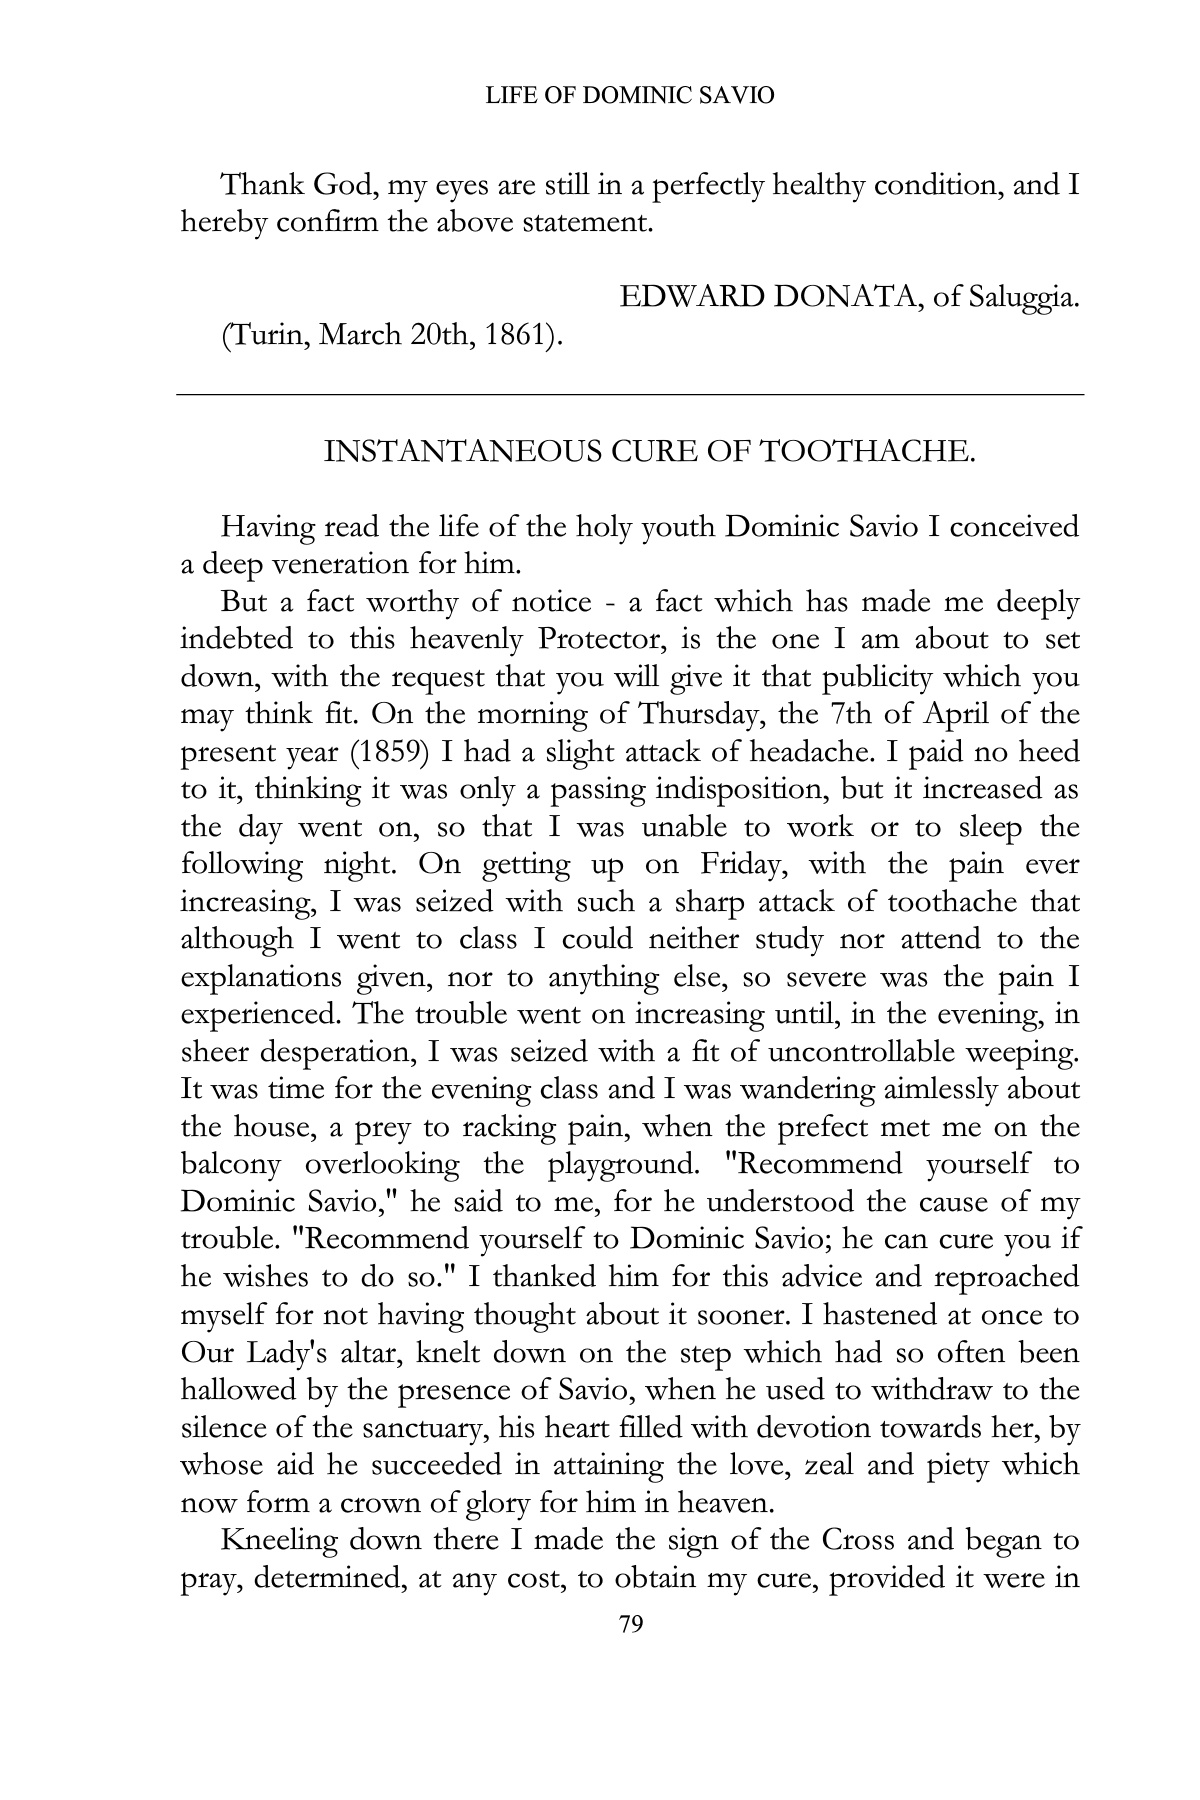 LIFE OF DOMINIC SAVIO
Thank God, my eyes are still in a perfectly healthy condition, and I
hereby confirm the above statement.
EDWARD DONATA, of Saluggia.
(Turin, March 20th, 1861).
INSTANTANEOUS CURE OF TOOTHACHE.
Having read the life of the holy youth Dominic Savio I conceived
a deep veneration for him.
But a fact worthy of notice - a fact which has made me deeply
indebted to this heavenly Protector, is the one I am about to set
down, with the request that you will give it that publicity which you
may think fit. On the morning of Thursday, the 7th of April of the
present year (1859) I had a slight attack of headache. I paid no heed
to it, thinking it was only a passing indisposition, but it increased as
the day went on, so that I was unable to work or to sleep the
following night. On getting up on Friday, with the pain ever
increasing, I was seized with such a sharp attack of toothache that
although I went to class I could neither study nor attend to the
explanations given, nor to anything else, so severe was the pain I
experienced. The trouble went on increasing until, in the evening, in
sheer desperation, I was seized with a fit of uncontrollable weeping.
It was time for the evening class and I was wandering aimlessly about
the house, a prey to racking pain, when the prefect met me on the
balcony overlooking the playground. "Recommend yourself to
Dominic Savio," he said to me, for he understood the cause of my
trouble. "Recommend yourself to Dominic Savio; he can cure you if
he wishes to do so." I thanked him for this advice and reproached
myself for not having thought about it sooner. I hastened at once to
Our Lady's altar, knelt down on the step which had so often been
hallowed by the presence of Savio, when he used to withdraw to the
silence of the sanctuary, his heart filled with devotion towards her, by
whose aid he succeeded in attaining the love, zeal and piety which
now form a crown of glory for him in heaven.
Kneeling down there I made the sign of the Cross and began to
pray, determined, at any cost, to obtain my cure, provided it were in
79